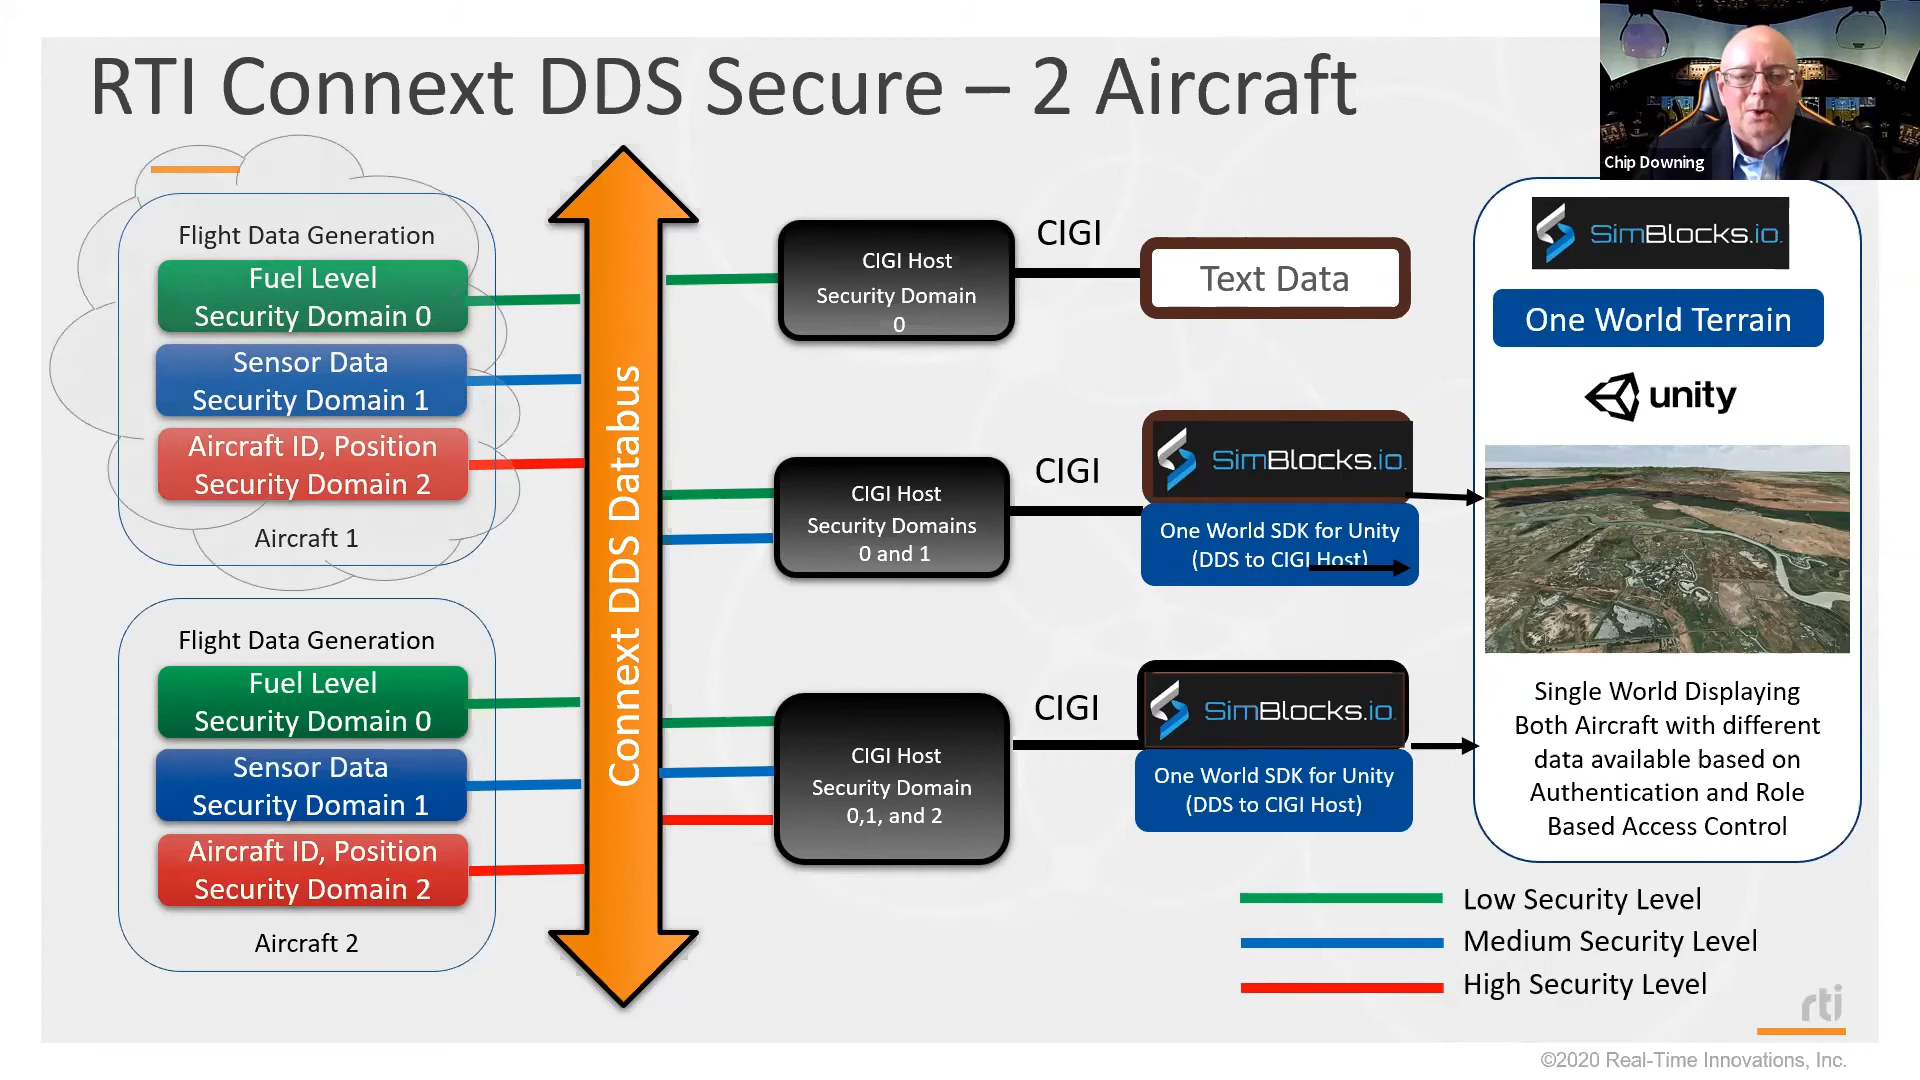 RTI Connext DDS Secure – 2 Aircraft
Chip Downing
Flight Data Generation
Fuel Level
Security Domain 0
Sensor Data
Security Domain 1
Aircraft ID, Position
Security Domain 2
Aircraft 1
Flight Data Generation
Fuel Level
Security Domain 0
Sensor Data
Security Domain 1
Aircraft ID, Position
Security Domain 2
Aircraft 2
Connext DDS Databus
CIGI Host
Security Domain
0
CIGI
Text Data
CIGI Host
Security Domains
0 and 1
CIGI
SimBlocks.io
One World SDK for Unity
(DDS to CIGI Host)
CIGI Host
Security Domain
0,1, and 2
CIGI
SimBlocks.io
One World SDK for Unity
(DDS to CIGI Host)
SimBlocks.io
One World Terrain
unity
Single World Displaying
Both Aircraft with different
data available based on
Authentication and Role
Based Access Control
Low Security Level
Medium Security Level
High Security Level
rti
©2020 Real-Time Innovations, Inc.